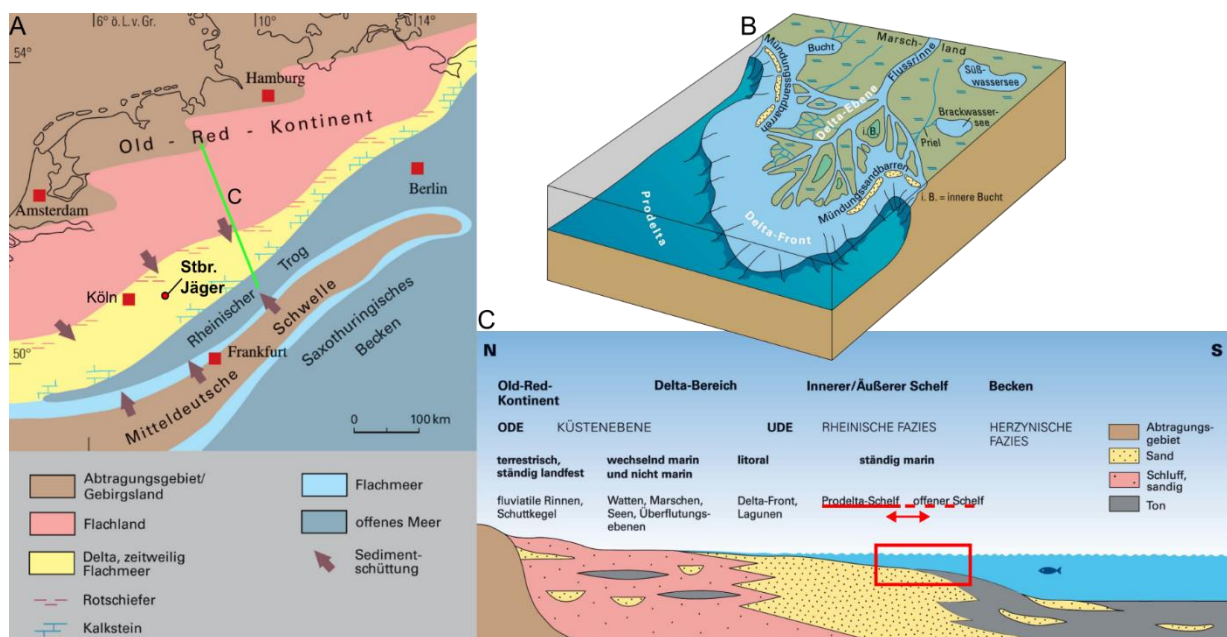 A
6° ö. L. v. Gr.
10
14
54°
Hamburg
Old - Red - Kontinent
C
Berlin
Amsterdam
Stbr.
Jäger
Köln
Rheinischer Trog
50°
Frankfurt
Mitteldeutsche Schwelle
Saxothuringisches
Becken
0 100 km
Abtragungsgebiet/
Gebirgsland
Flachland
Delta, zeitweilig
Flachmeer
Rotschiefer
Kalkstein
Flachmeer
offenes Meer
Sediment-
schüttung
B
Bucht
Marsch-
land
Flussrinne
Süß-
wassersee
Mündungssandbarren
Delta-Ebene
i. B.
Brackwasser-
see
Priel
Mündungssandbarren
i. B. = innere Bucht
Prodelta
Delta-Front
C
N
S
Old-Red-
Kontinent
Delta-Bereich
Innerer/Äußerer Schelf
Becken
ODE
KÜSTENEBENE
UDE
RHEINISCHE FAZIES
HERZYNISCHE
FAZIES
terrestrisch,
ständig landfest
wechselnd marin
und nicht marin
litoral
ständig marin
fluviatile Rinnen,
Schuttkegel
Watten, Marschen,
Seen, Überflutungs-
ebenen
Delta-Front,
Lagunen
Prodelta-Schelf
offener Schelf
Abtragungs-
gebiet
Sand
Schluff,
sandig
Ton